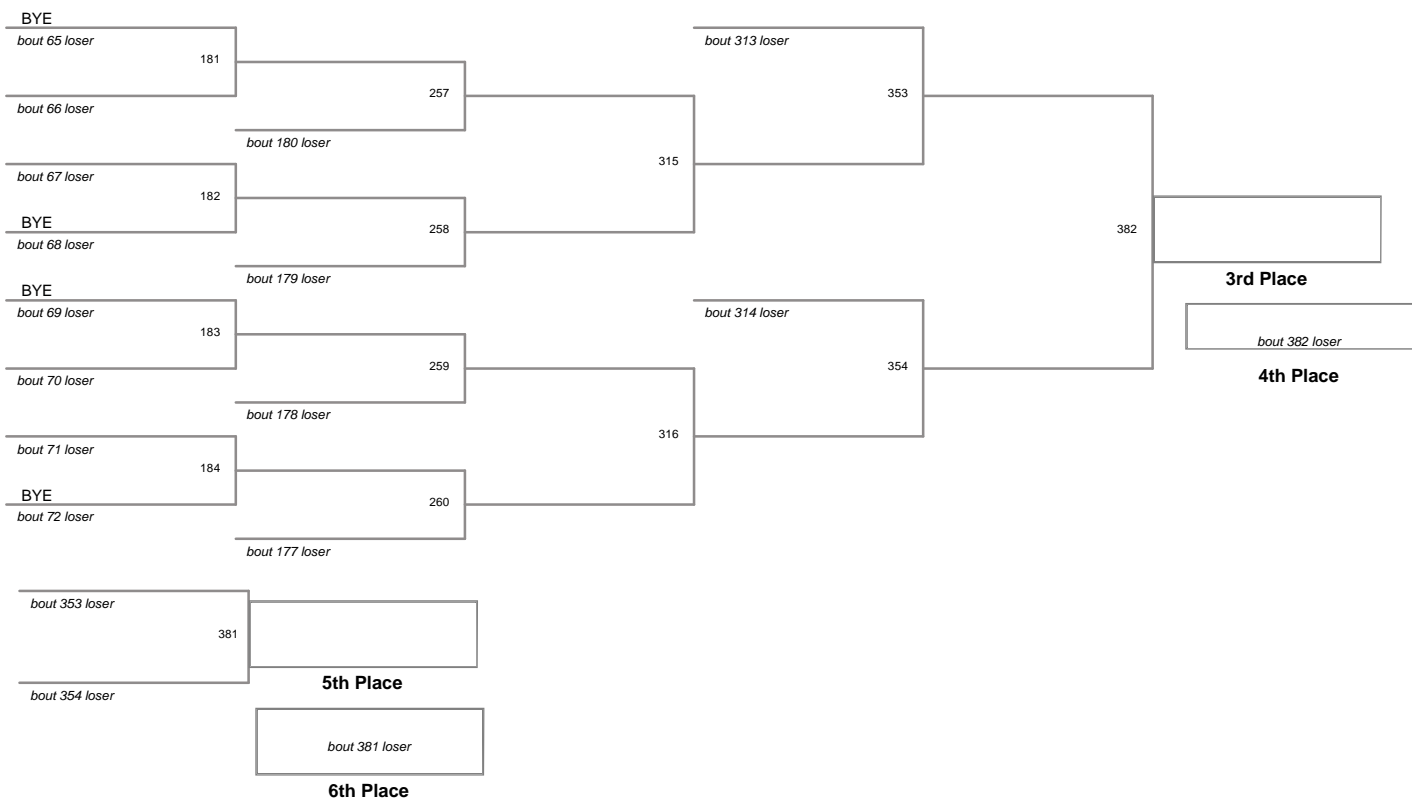 BYE
bout 65 loser
bout 313 loser
181
257
353
bout 66 loser
bout 180 loser
315
bout 67 loser
182
BYE
258
382
bout 68 loser
bout 179 loser
3rd Place
BYE
bout 69 loser
bout 314 loser
183
bout 382 loser
259
354
bout 70 loser
4th Place
bout 178 loser
316
bout 71 loser
184
BYE
260
bout 72 loser
bout 177 loser
bout 353 loser
381
5th Place
bout 354 loser
bout 381 loser
6th Place